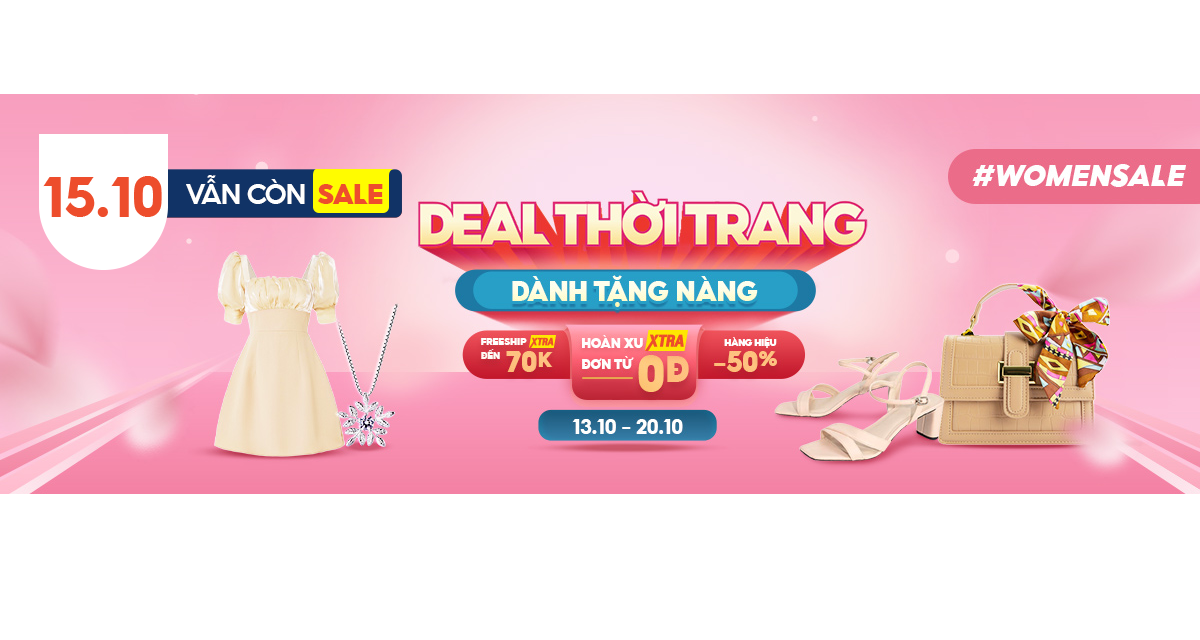 15.10
VẪN CÒN SALE
#WOMENSALE
DEAL THỜI TRANG
DÀNH TẶNG NÀNG
FREESHIP XTRA
ĐẾN 70K
HOÀN XU XTRA
ĐƠN TỪ 0Đ
HÀNG HIỆU
-50%
13.10 - 20.10